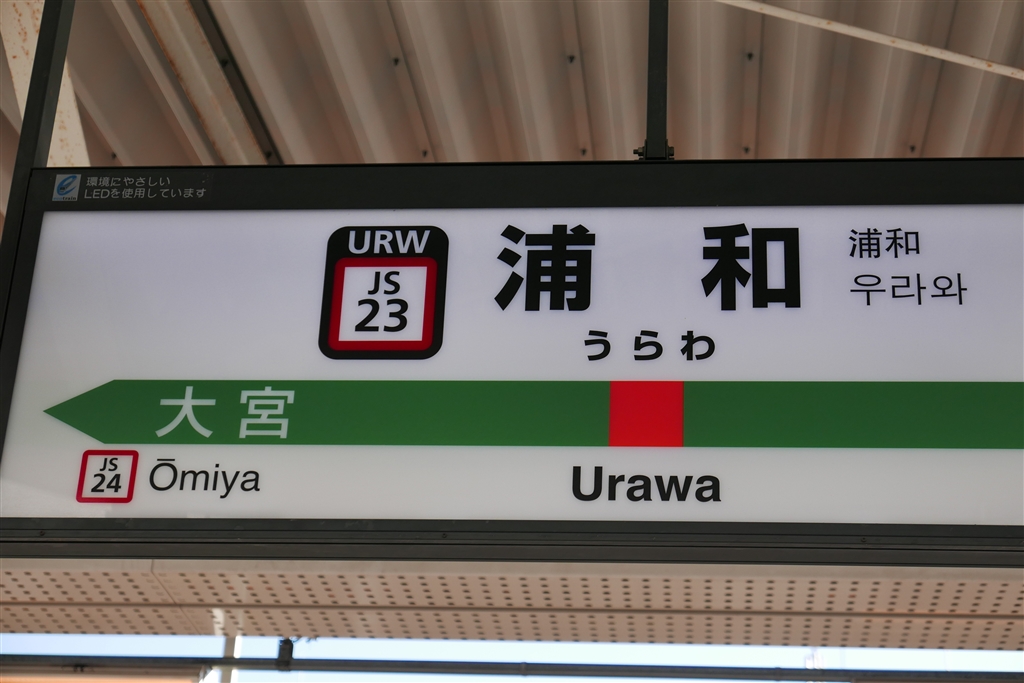 環境にやさしい
LEDを使用しています
URW
JS
23
浦和
浦和
우라와
うらわ
大宮
JS
24
Ōmiya
Urawa